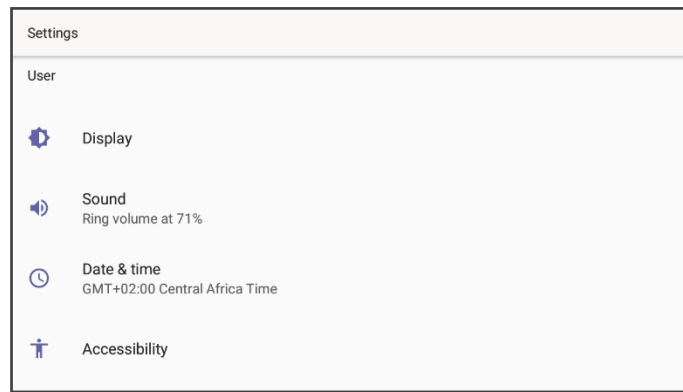 Settings
User
Display
Sound
Ring volume at 71%
Date & time
GMT+02:00 Central Africa Time
Accessibility